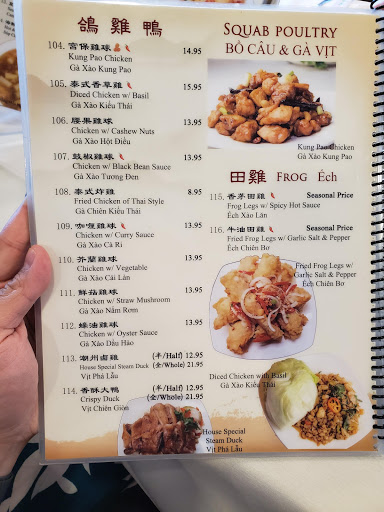 鴿雞鴨
SQUAB POULTRY
BỒ CÂU & GÀ VỊT
104. 宮保雞球 14.95
Kung Pao Chicken
Gà Xào Kung Pao
105. 泰式香草雞 15.95
Diced Chicken w/ Basil
Gà Xào Kiểu Thái
106. 腰果雞球 13.95
Chicken w/ Cashew Nuts
Gà Xào Hột Điều
107. 豉椒雞球 13.95
Chicken w/ Black Bean Sauce
Gà Xào Tương Đen
108. 泰式炸雞 8.95
Fried Chicken of Thai Style
Gà Chiên Kiểu Thái
109. 咖喱雞球 13.95
Chicken w/ Curry Sauce
Gà Xào Cà Ri
110. 芥蘭雞球 13.95
Chicken w/ Vegetable
Gà Xào Cải Làn
111. 鮮菇雞球 13.95
Chicken w/ Straw Mushroom
Gà Xào Nấm Rơm
112. 蠔油雞球 13.95
Chicken w/ Oyster Sauce
Gà Xào Dầu Hào
113. 潮州鹵鴨 (半/Half) 12.95
House Special Steam Duck (全/Whole) 21.95
Vịt Phá Lấu
114. 香酥大鴨 (半/Half) 12.95
Crispy Duck (全/Whole) 21.95
Vịt Chiên Giòn
Kung Pao Chicken
Gà Xào Kung Pao
田雞 FROG Ếch
115. 香茅田雞 Seasonal Price
Frog Legs w/ Spicy Hot Sauce
Ếch Xào Lăn
116. 牛油田雞 Seasonal Price
Fried Frog Legs w/ Garlic Salt & Pepper
Ếch Chiên Bơ
Fried Frog Legs w/
Garlic Salt & Pepper
Ếch Chiên Bơ
Diced Chicken with Basil
Gà Xào Kiểu Thái
House Special
Steam Duck
Vịt Phá Lấu